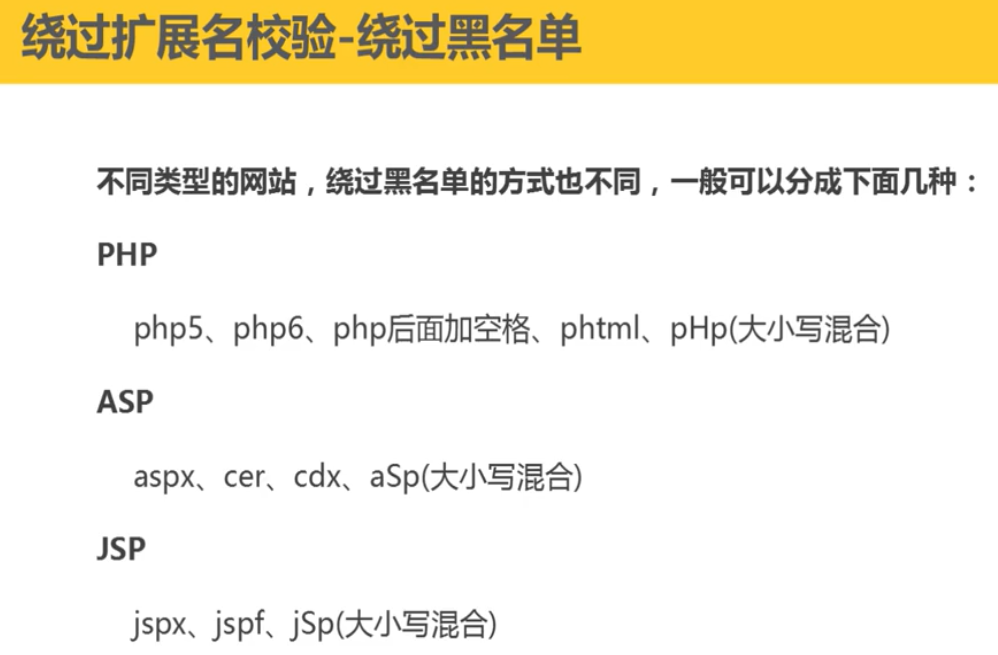 绕过扩展名校验-绕过黑名单
不同类型的网站，绕过黑名单的方式也不同，一般可以分成下面几种：
PHP
php5、php6、php后面加空格、phtml、pHp(大小写混合)
ASP
aspx、cer、cdx、aSp(大小写混合)
JSP
jspx、jspf、jSp(大小写混合)